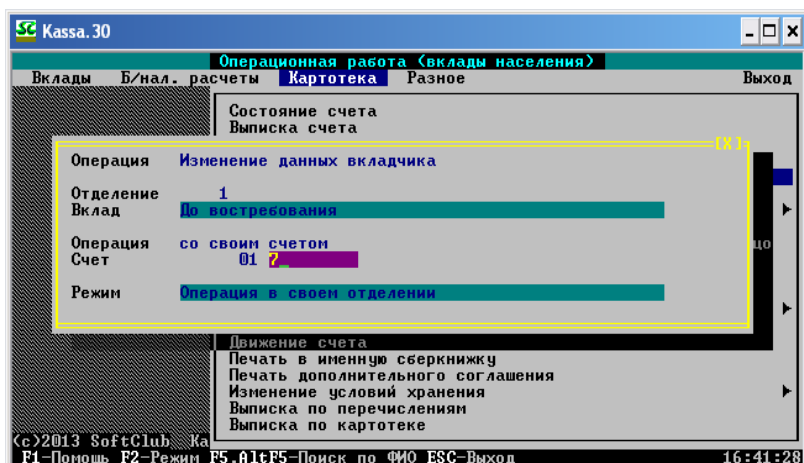 Kassa.30
Операционная работа (вклады населения)
Вклады Б/нал. расчеты Картотека Разное Выход
Состояние счета
Выписка счета
[X]
Операция Изменение данных вкладчика
Отделение 1
Вклад До востребования
Операция со своим счетом
Счет 01 7_
Режим Операция в своем отделении
Движение счета
Печать в именную сберкнижку
Печать дополнительного соглашения
Изменение условий хранения
Выписка по перечислениям
Выписка по картотеке
(c)2013 SoftClub Ka
F1-Помощь F2-Режим F5,AltF5-Поиск по ФИО ESC-Выход 16:41:28